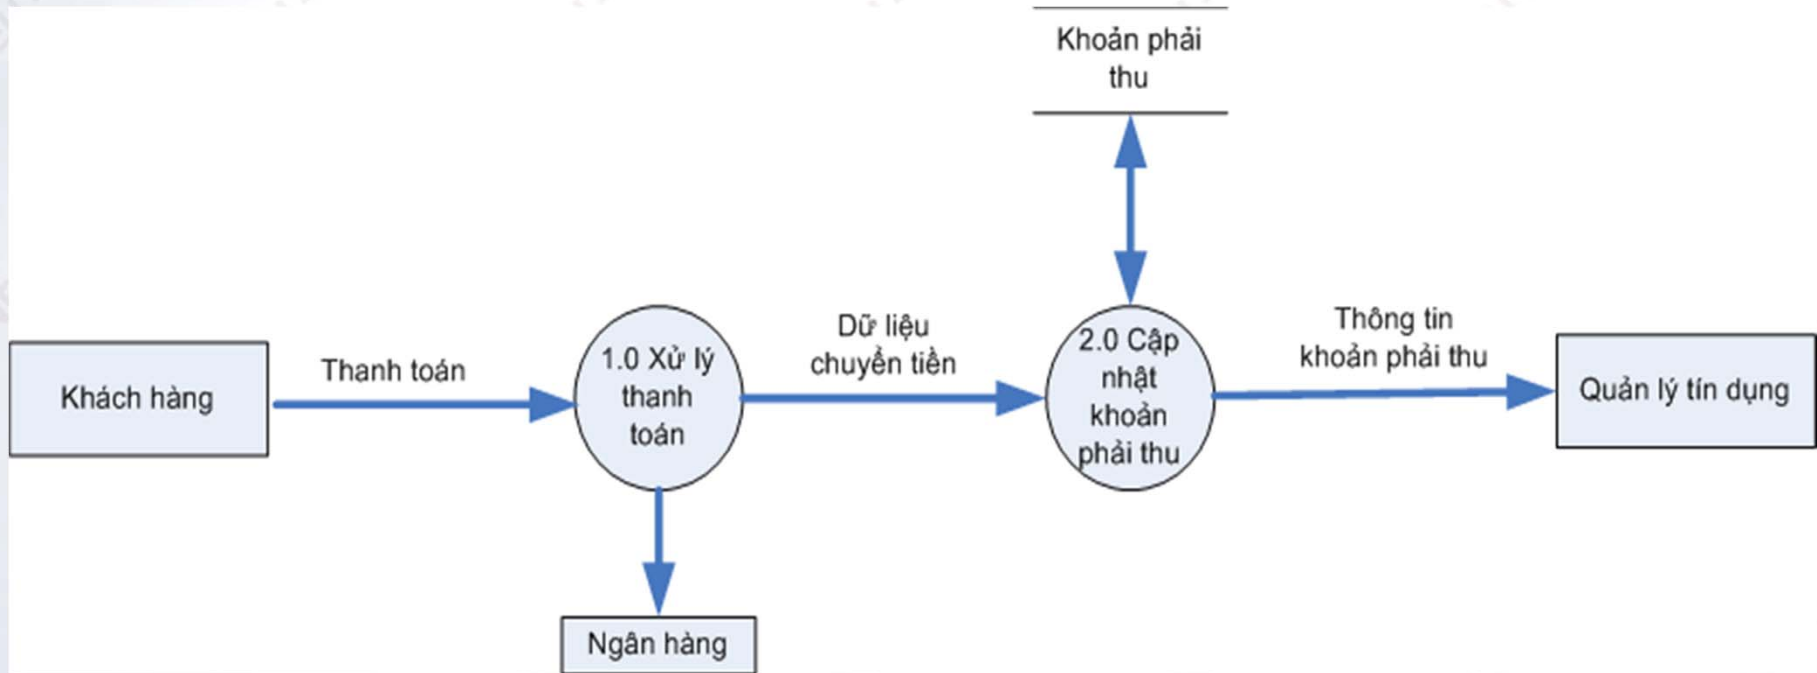 Khoản phải
thu
Khách hàng
Thanh toán
1.0 Xử lý
thanh
toán
Dữ liệu
chuyển tiền
2.0 Cập
nhật
khoản
phải thu
Thông tin
khoản phải thu
Quản lý tín dụng
Ngân hàng